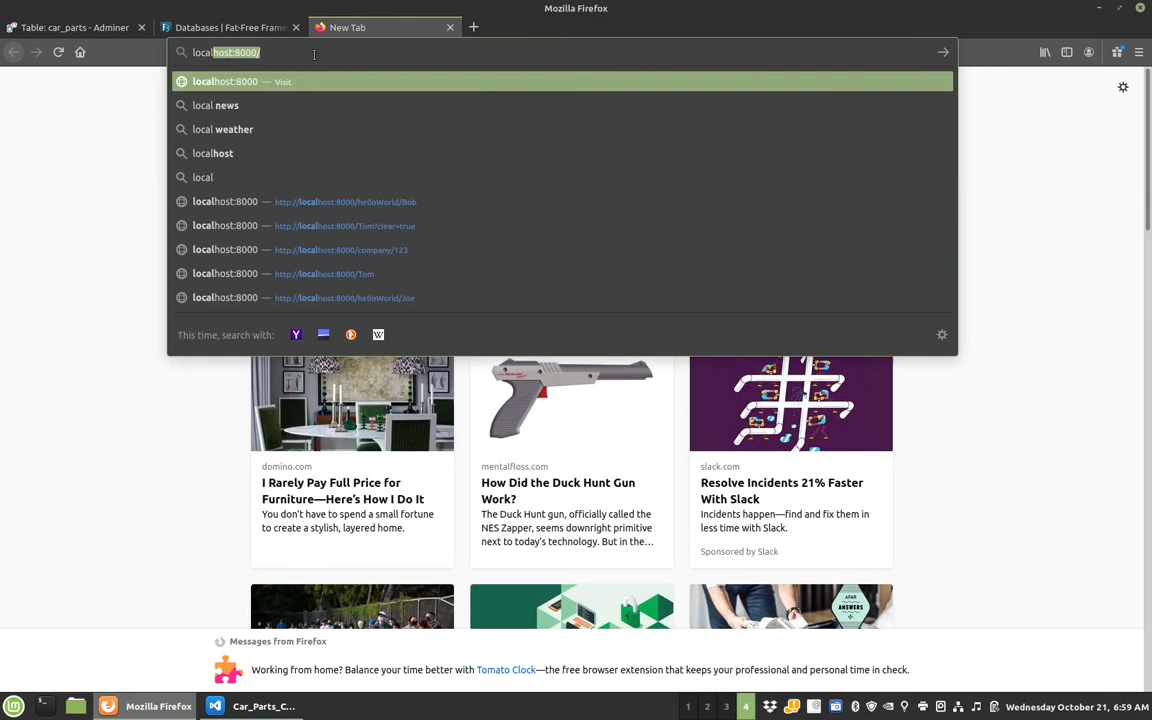 Mozilla Firefox
Table: car_parts - Adminer
Databases | Fat-Free Frame
New Tab
localhost:8000/
localhost:8000 — Visit
local news
local weather
localhost
local
localhost:8000 — http://localhost:8000/helloWorld/Bob
localhost:8000 — http://localhost:8000/Tom?clear=true
localhost:8000 — http://localhost:8000/company/123
localhost:8000 — http://localhost:8000/Tom
localhost:8000 — http://localhost:8000/helloWorld/Joe
This time, search with: Y W
domino.com
I Rarely Pay Full Price for
Furniture—Here's How I Do It
You don't have to spend a small fortune
to create a stylish, layered home.
mentalfloss.com
How Did the Duck Hunt Gun
Work?
The Duck Hunt gun, officially called the
NES Zapper, seems downright primitive
next to today's technology. But in the...
slack.com
Resolve Incidents 21% Faster
With Slack
Incidents happen—find and fix them in
less time with Slack.
Sponsored by Slack
AFAR
ANSWERS
Messages from Firefox
Working from home? Balance your time better with Tomato Clock—the free browser extension that keeps your professional and personal time in check.
Mozilla Firefox
Car_Parts_C...
1 2 3 4
Wednesday October 21, 6:59 AM